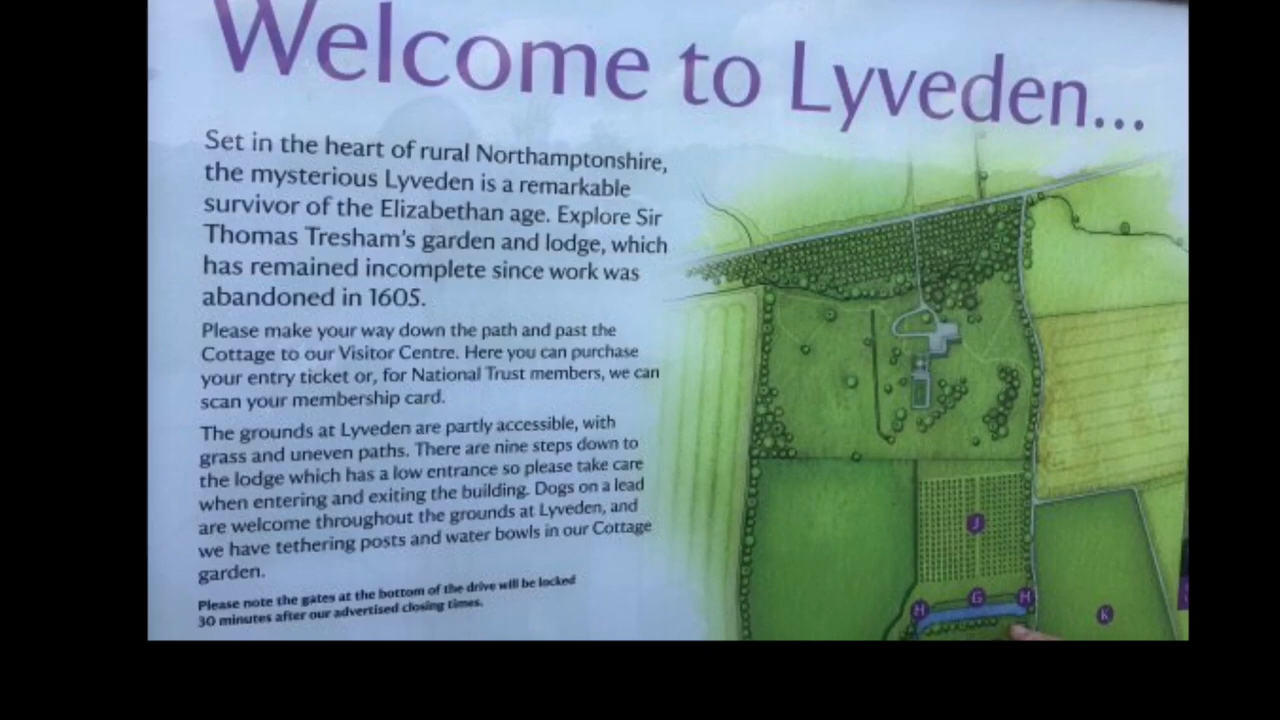 Welcome to Lyveden...
Set in the heart of rural Northamptonshire,
the mysterious Lyveden is a remarkable
survivor of the Elizabethan age. Explore Sir
Thomas Tresham's garden and lodge, which
has remained incomplete since work was
abandoned in 1605.
Please make your way down the path and past the
Cottage to our Visitor Centre. Here you can purchase
your entry ticket or, for National Trust members, we can
scan your membership card.
The grounds at Lyveden are partly accessible, with
grass and uneven paths. There are nine steps down to
the lodge which has a low entrance so please take care
when entering and exiting the building. Dogs on a lead
are welcome throughout the grounds at Lyveden, and
we have tethering posts and water bowls in our Cottage
garden.
Please note the gates at the bottom of the drive will be locked
30 minutes after our advertised closing times.
J
H G H
K